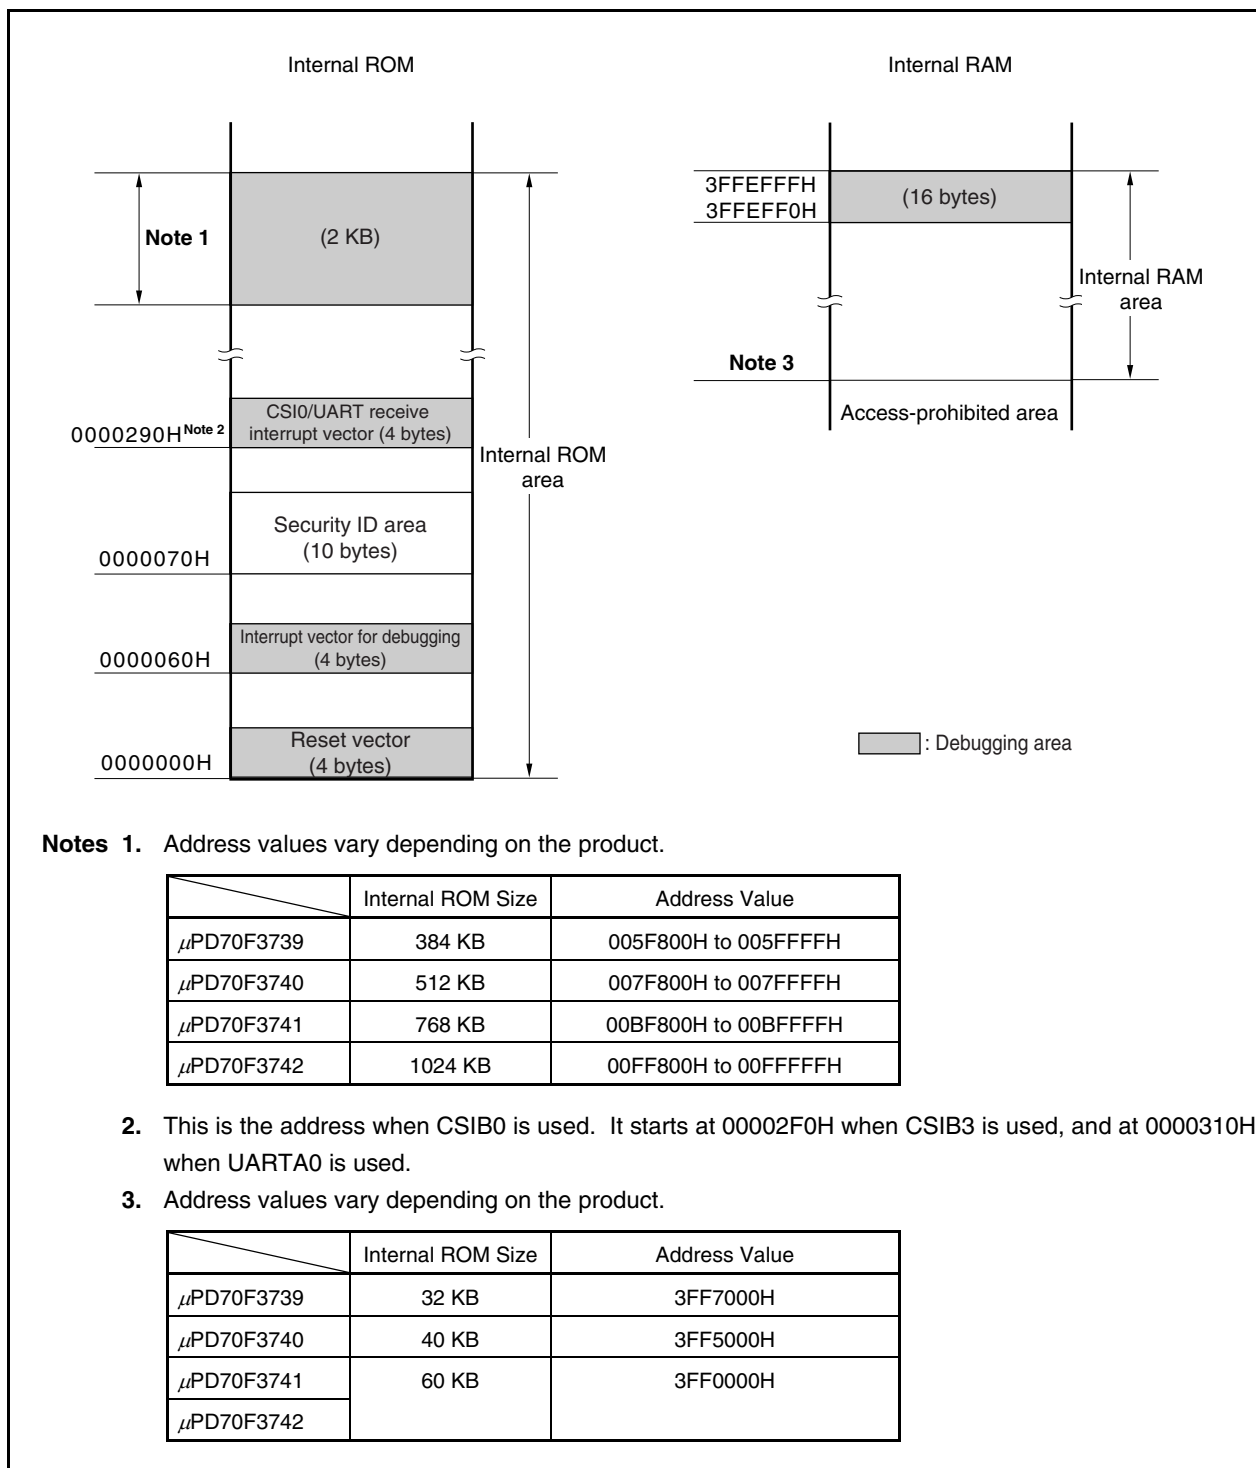 Internal ROM
Note 1
(2 KB)
CSI0/UART receive
interrupt vector (4 bytes)
0000290H Note 2
Internal ROM
area
Security ID area
(10 bytes)
0000070H
Interrupt vector for debugging
(4 bytes)
0000060H
Reset vector
(4 bytes)
0000000H
Internal RAM
3FFEFFFH
3FFEFF0H
(16 bytes)
Internal RAM
area
Note 3
Access-prohibited area
: Debugging area
Notes 1. Address values vary depending on the product.
Internal ROM Size Address Value
μPD70F3739 384 KB 005F800H to 005FFFFH
μPD70F3740 512 KB 007F800H to 007FFFFH
μPD70F3741 768 KB 00BF800H to 00BFFFFH
μPD70F3742 1024 KB 00FF800H to 00FFFFFH
2. This is the address when CSIB0 is used. It starts at 00002F0H when CSIB3 is used, and at 0000310H
when UARTA0 is used.
3. Address values vary depending on the product.
Internal ROM Size Address Value
μPD70F3739 32 KB 3FF7000H
μPD70F3740 40 KB 3FF5000H
μPD70F3741 60 KB 3FF0000H
μPD70F3742